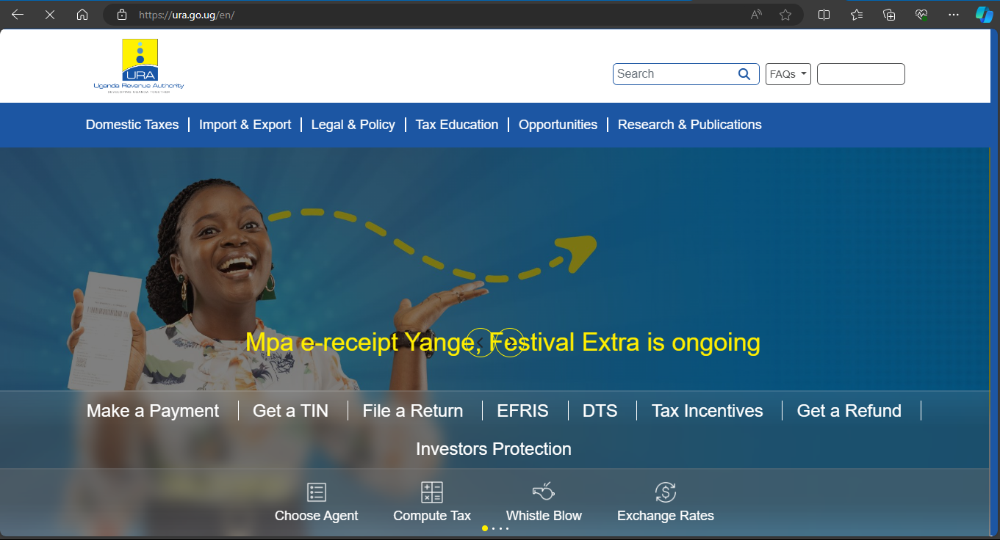 https://ura.go.ug/en/
URA
Uganda Revenue Authority
DEVELOPING UGANDA TOGETHER
Search
FAQs
Domestic Taxes
Import & Export
Legal & Policy
Tax Education
Opportunities
Research & Publications
Mpa e-receipt Yange, Festival Extra is ongoing
Make a Payment
Get a TIN
File a Return
EFRIS
DTS
Tax Incentives
Get a Refund
Investors Protection
Choose Agent
Compute Tax
Whistle Blow
Exchange Rates